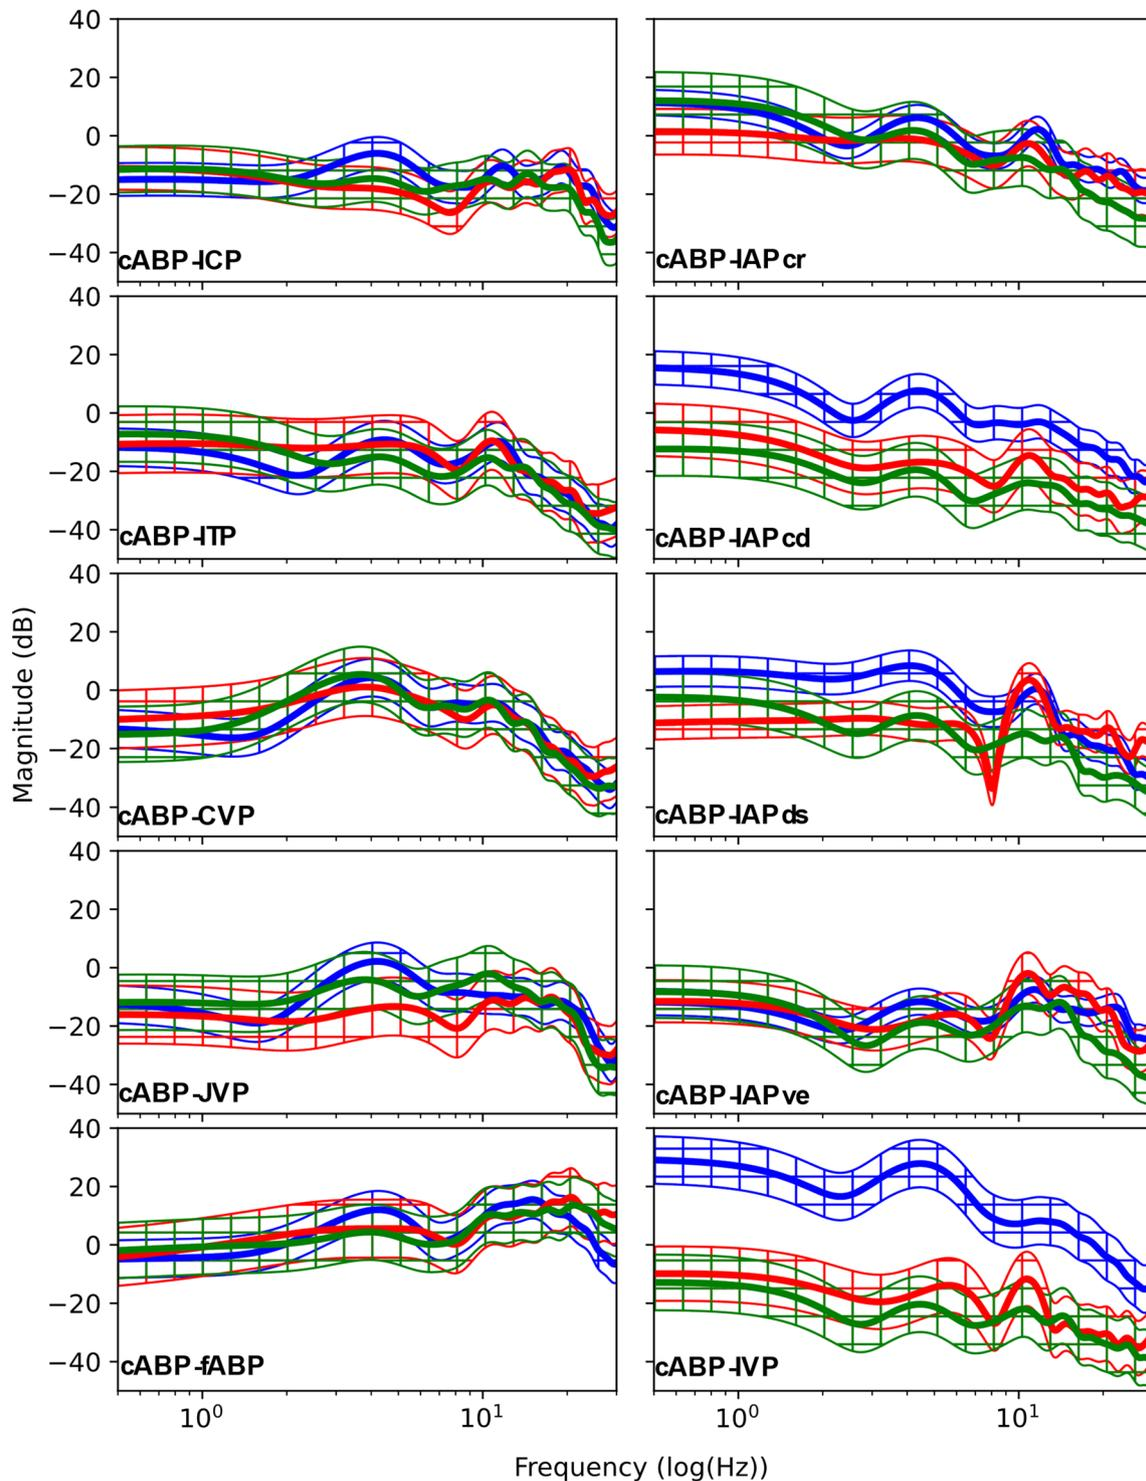 40
20
0
−20
−40
cABP-ICP
cABP-IAPcr
40
20
0
−20
−40
cABP-ITP
cABP-IAPcd
40
20
0
−20
−40
cABP-CVP
cABP-IAPds
40
20
0
−20
−40
cABP-JVP
cABP-IAPve
40
20
0
−20
−40
cABP-fABP
cABP-IVP
10⁰ 10¹ 10⁰ 10¹
Magnitude (dB)
Frequency (log(Hz))